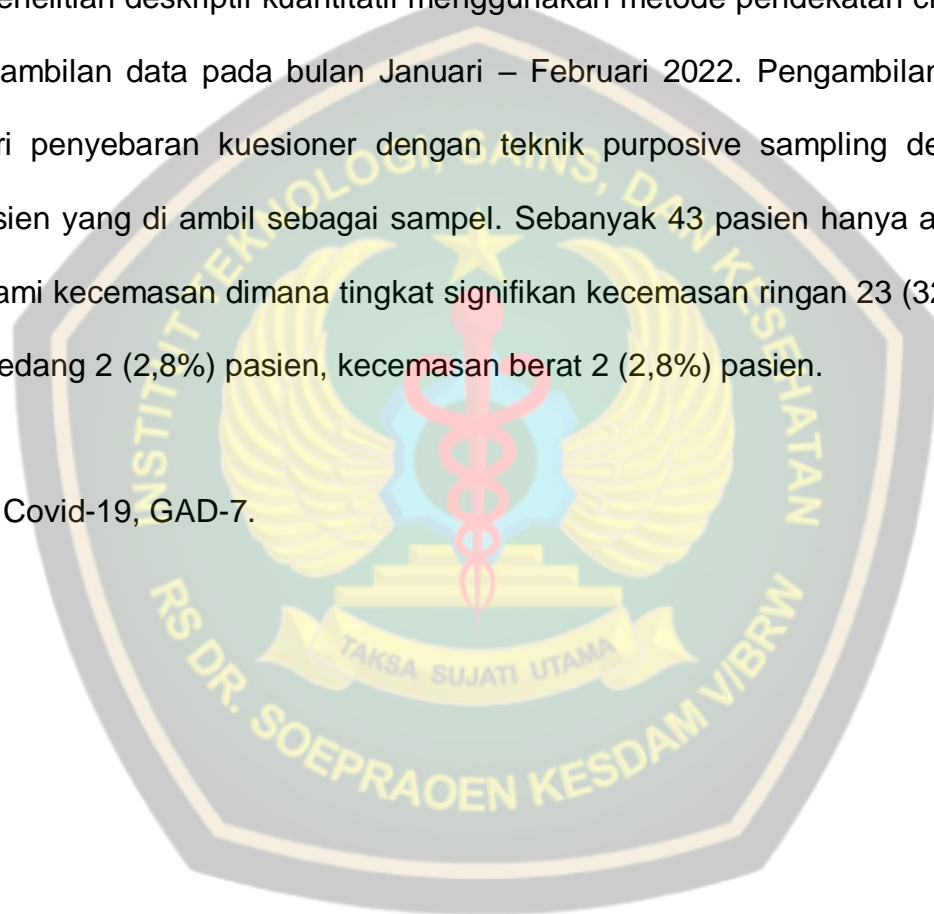 deskriptif kuantitatif menggunakan metode pendekatan
ambilan data pada bulan Januari – Februari 2022. Pengambilan
ri penyebaran kuesioner dengan teknik purposive sampling de
sien yang di ambil sebagai sampel. Sebanyak 43 pasien hanya a
ami kecemasan dimana tingkat signifikan kecemasan ringan 23 (32
edang 2 (2,8%) pasien, kecemasan berat 2 (2,8%) pasien.
Covid-19, GAD-7.
INSTITUT TEKNOLOGI, SAINS, DAN KESEHATAN
TAKSA SUJATI UTAMA
RS DR. SOEPRAOEN KESDAM V/BRW